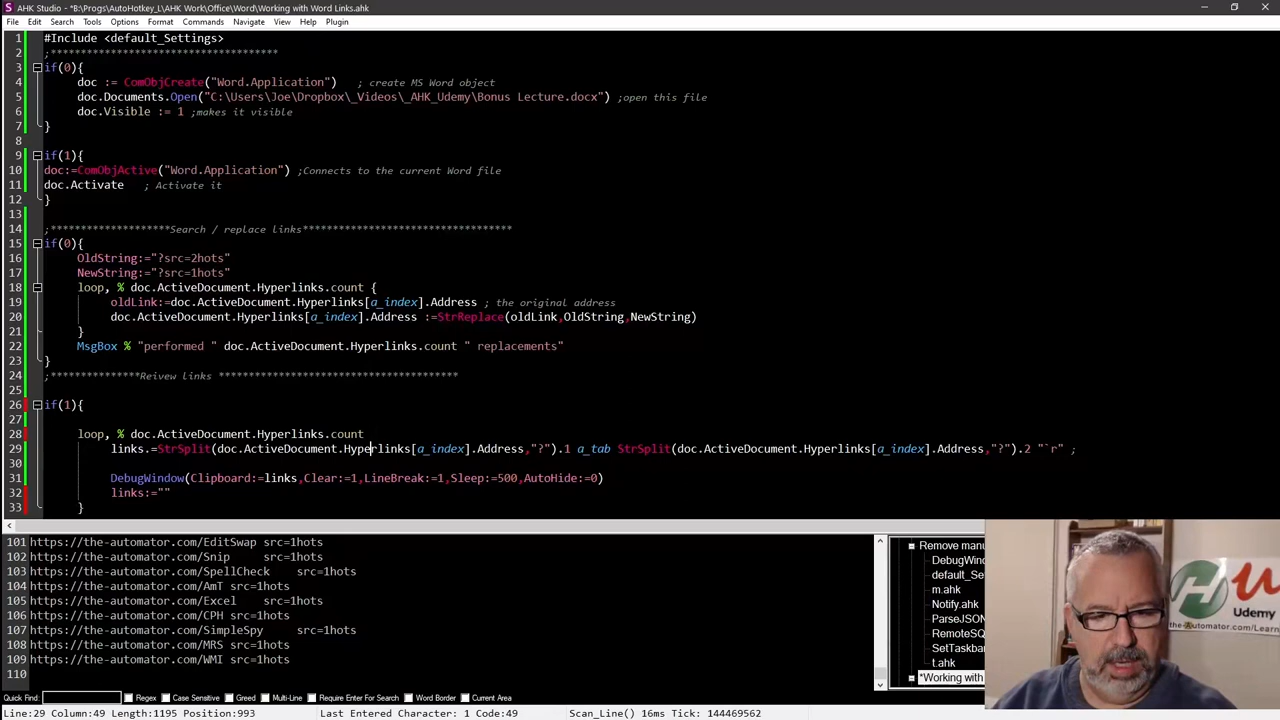 AHK Studio - *B:\Progs\AutoHotkey_L\AHK Work\Office\Word\Working with Word Links.ahk
File Edit Search Tools Options Format Commands Navigate View Help Plugin
1 #Include <default_Settings>
2 ;**************************************
3 if(0){
4 doc := ComObjCreate("Word.Application") ; create MS Word object
5 doc.Documents.Open("C:\Users\Joe\Dropbox\_Videos\_AHK_Udemy\Bonus Lecture.docx") ;open this file
6 doc.Visible := 1 ;makes it visible
7 }
8
9 if(1){
10 doc:=ComObjActive("Word.Application") ;Connects to the current Word file
11 doc.Activate ; Activate it
12 }
13
14 ;********************Search / replace links***********************************
15 if(0){
16 OldString:="?src=2hots"
17 NewString:="?src=1hots"
18 loop, % doc.ActiveDocument.Hyperlinks.count {
19 oldLink:=doc.ActiveDocument.Hyperlinks[a_index].Address ; the original address
20 doc.ActiveDocument.Hyperlinks[a_index].Address :=StrReplace(oldLink,OldString,NewString)
21 }
22 MsgBox % "performed " doc.ActiveDocument.Hyperlinks.count " replacements"
23 }
24 ;***************Reivew links ****************************************
25
26 if(1){
27
28 loop, % doc.ActiveDocument.Hyperlinks.count
29 links.=StrSplit(doc.ActiveDocument.Hyperlinks[a_index].Address,"?").1 a_tab StrSplit(doc.ActiveDocument.Hyperlinks[a_index].Address,"?").2 "`r" ;
30
31 DebugWindow(Clipboard:=links,Clear:=1,LineBreak:=1,Sleep:=500,AutoHide:=0)
32 links:=""
33 }
101 https://the-automator.com/EditSwap src=1hots
102 https://the-automator.com/Snip src=1hots
103 https://the-automator.com/SpellCheck src=1hots
104 https://the-automator.com/AmT src=1hots
105 https://the-automator.com/Excel src=1hots
106 https://the-automator.com/CPH src=1hots
107 https://the-automator.com/SimpleSpy src=1hots
108 https://the-automator.com/MRS src=1hots
109 https://the-automator.com/WMI src=1hots
110
Remove manu
DebugWind
default_Se
m.ahk
Notify.ahk
ParseJSON
RemoteSQ
SetTaskba
t.ahk
*Working with
Udemy
the-Automator.com/Learn
Quick Find: Regex Case Sensitive Greed Multi-Line Require Enter For Search Word Border Current Area
Line:29 Column:49 Length:1195 Position:993 Last Entered Character: 1 Code:49 Scan_Line() 16ms Tick: 144469562